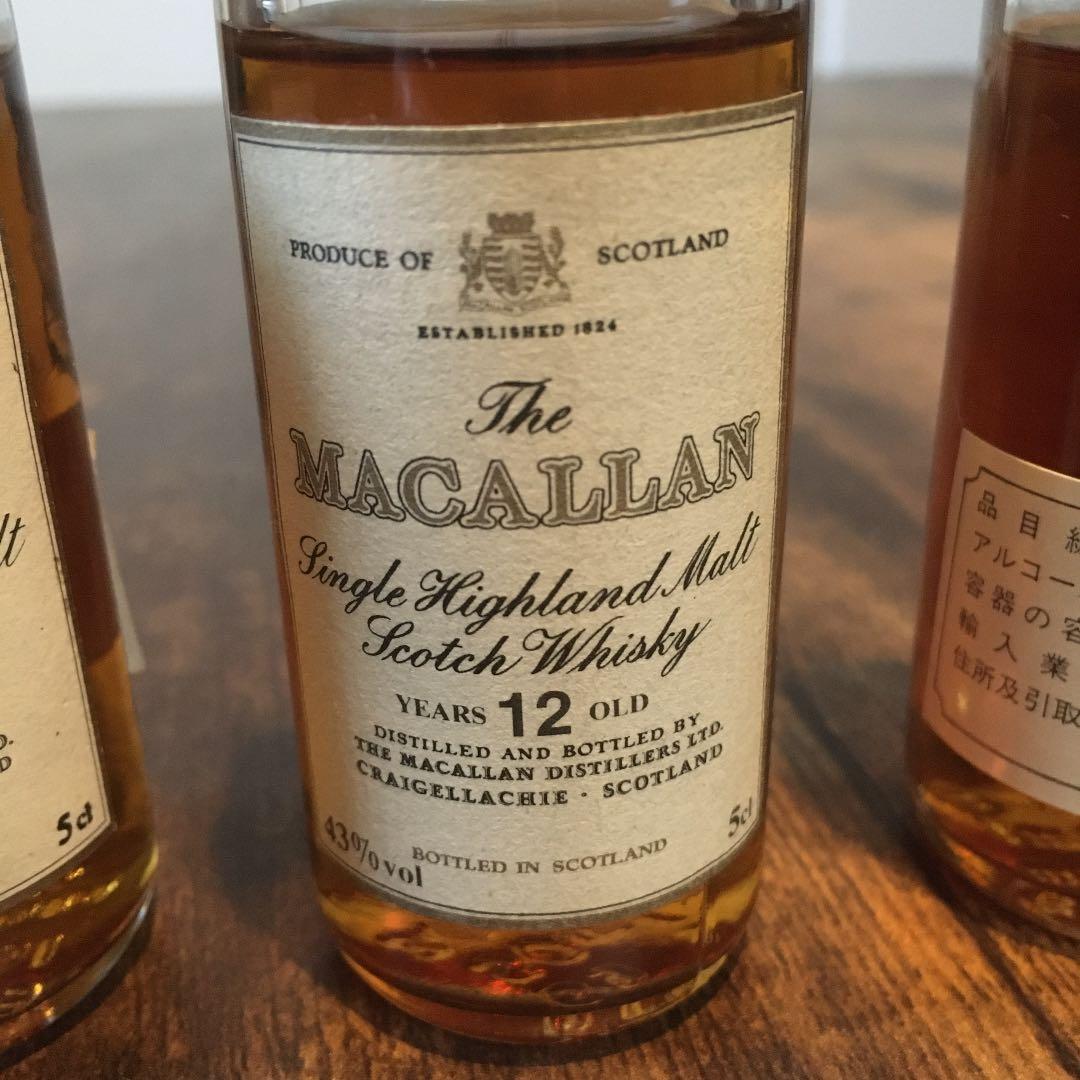 PRODUCE OF SCOTLAND
ESTABLISHED 1824
The
MACALLAN
Single Highland Malt
Scotch Whisky
YEARS 12 OLD
DISTILLED AND BOTTLED BY
THE MACALLAN DISTILLERS LTD.
CRAIGELLACHIE · SCOTLAND
43% vol
BOTTLED IN SCOTLAND
5cl
5cl
品目
アルコー
容器の容
輸入業
住所及引取